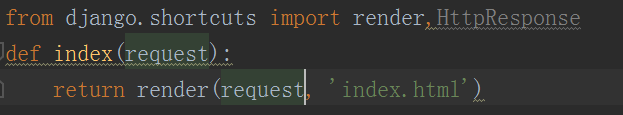 from django.shortcuts import render,HttpResponse
def index(request):
    return render(request, 'index.html')